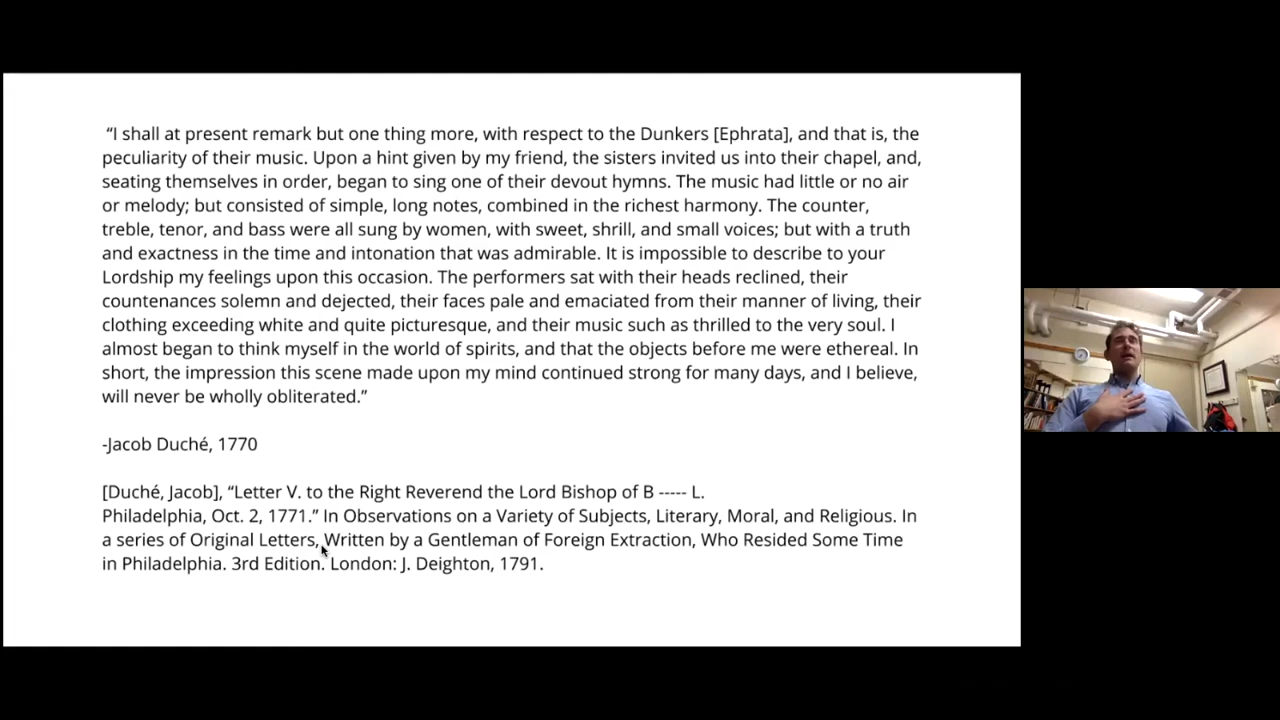 “I shall at present remark but one thing more, with respect to the Dunkers [Ephrata], and that is, the
peculiarity of their music. Upon a hint given by my friend, the sisters invited us into their chapel, and,
seating themselves in order, began to sing one of their devout hymns. The music had little or no air
or melody; but consisted of simple, long notes, combined in the richest harmony. The counter,
treble, tenor, and bass were all sung by women, with sweet, shrill, and small voices; but with a truth
and exactness in the time and intonation that was admirable. It is impossible to describe to your
Lordship my feelings upon this occasion. The performers sat with their heads reclined, their
countenances solemn and dejected, their faces pale and emaciated from their manner of living, their
clothing exceeding white and quite picturesque, and their music such as thrilled to the very soul. I
almost began to think myself in the world of spirits, and that the objects before me were ethereal. In
short, the impression this scene made upon my mind continued strong for many days, and I believe,
will never be wholly obliterated.”
-Jacob Duché, 1770
[Duché, Jacob], “Letter V. to the Right Reverend the Lord Bishop of B ----- L.
Philadelphia, Oct. 2, 1771.” In Observations on a Variety of Subjects, Literary, Moral, and Religious. In
a series of Original Letters, Written by a Gentleman of Foreign Extraction, Who Resided Some Time
in Philadelphia. 3rd Edition. London: J. Deighton, 1791.